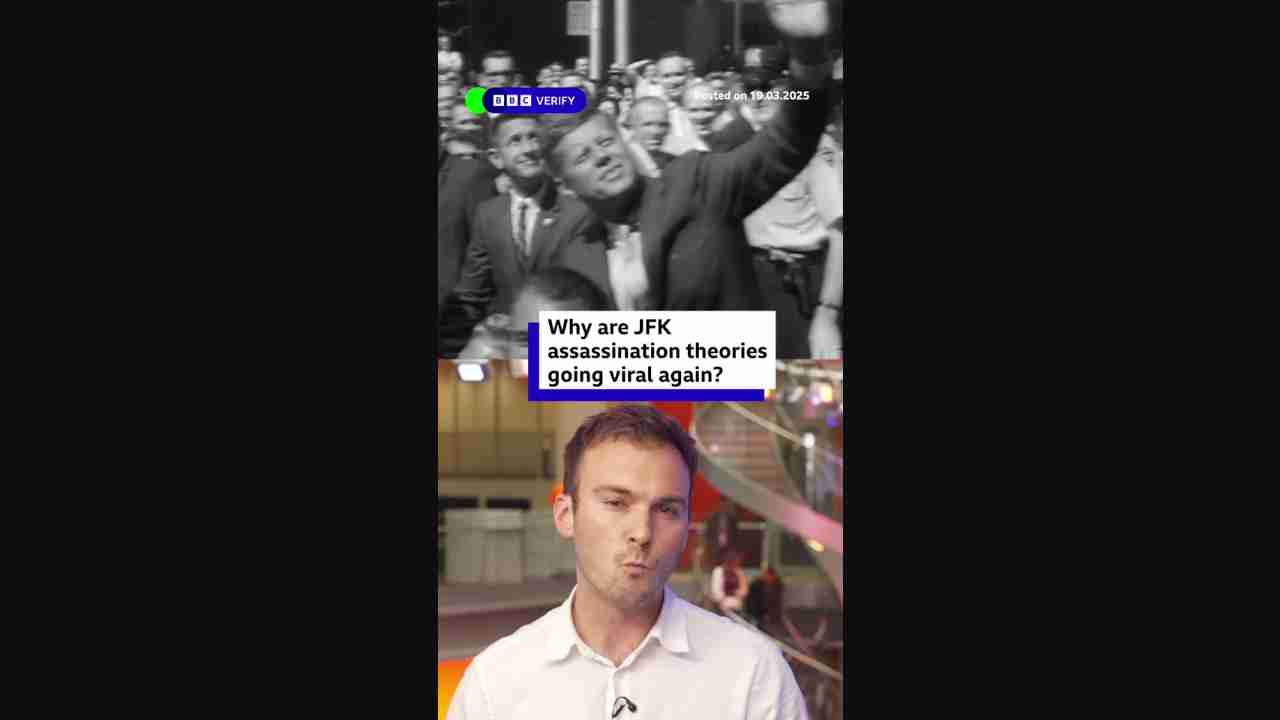 BBC VERIFY
Posted on 19.03.2025
Why are JFK
assassination theories
going viral again?